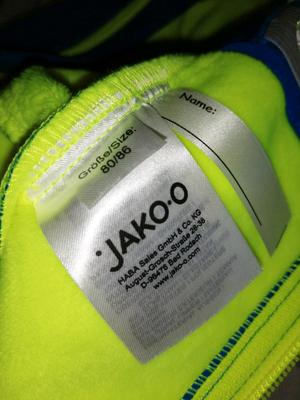 Größe/Size:
80/86
Name:
JAKO-O
HABA Sales GmbH & Co. KG
August-Grosch-Straße 28-38
D-96476 Bad Rodach
www.jako-o.com